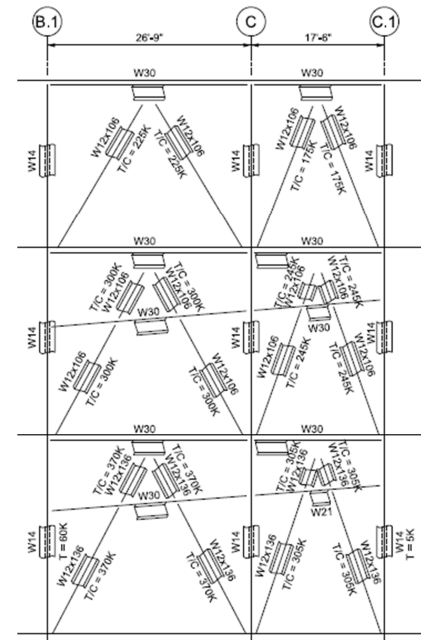 B.1 C C.1
26'-9" 17'-6"
W30 W30
W12x106 T/C = 225K W12x106 T/C = 225K
W12x106 T/C = 175K W12x106 T/C = 175K
W14 W14 W14
W30 W30
T/C = 300K W12x106 T/C = 300K W12x106
T/C = 245K W12x106 T/C = 245K W12x106
W30 W30
W14 W14 W14
W12x106 T/C = 300K W12x106 T/C = 300K
W12x106 T/C = 245K W12x106 T/C = 245K
W30 W30
T/C = 370K W12x136 T/C = 370K W12x136
T/C = 305K W12x136 T/C = 305K W12x136
W30 W21
W14 T = 60K W14 W14 T = 5K
W12x136 T/C = 370K W12x136 T/C = 370K
W12x136 T/C = 305K W12x136 T/C = 305K